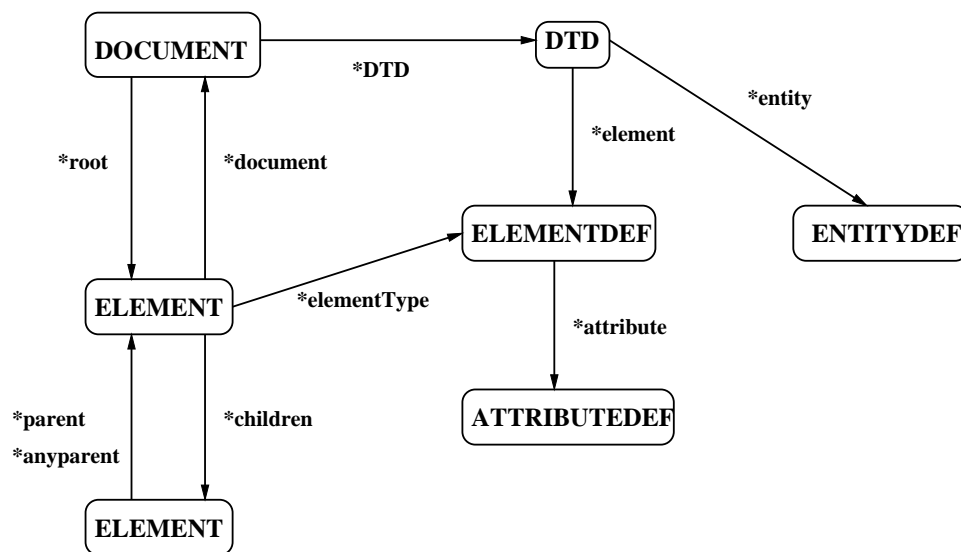 DOCUMENT
DTD
*DTD
*entity
*element
*root
*document
ELEMENTDEF
ENTITYDEF
ELEMENT
*elementType
*attribute
*parent
*children
ATTRIBUTEDEF
*anyparent
ELEMENT